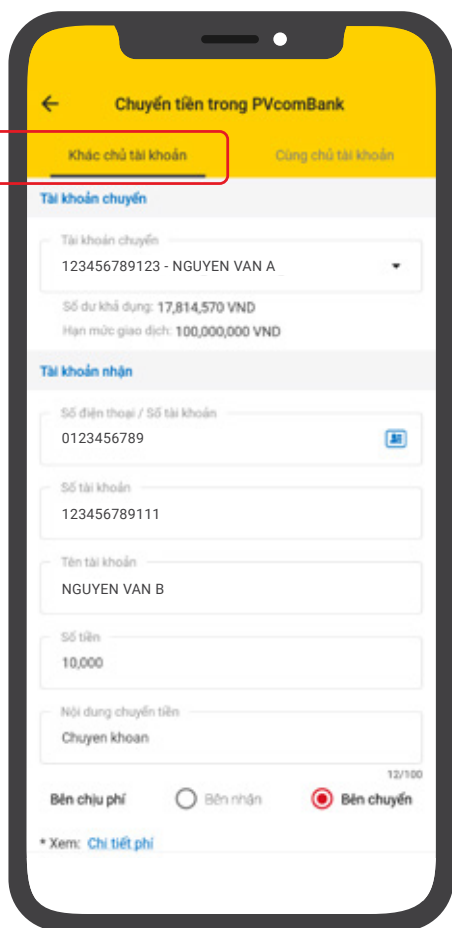 Chuyển tiền trong PVcomBank
Khác chủ tài khoản Cùng chủ tài khoản
Tài khoản chuyển
Tài khoản chuyển
123456789123 - NGUYEN VAN A
Số dư khả dụng: 17,814,570 VND
Hạn mức giao dịch: 100,000,000 VND
Tài khoản nhận
Số điện thoại / Số tài khoản
0123456789
Số tài khoản
123456789111
Tên tài khoản
NGUYEN VAN B
Số tiền
10,000
Nội dung chuyển tiền
Chuyen khoan
12/100
Bên chịu phí Bên nhận Bên chuyển
* Xem: Chi tiết phí